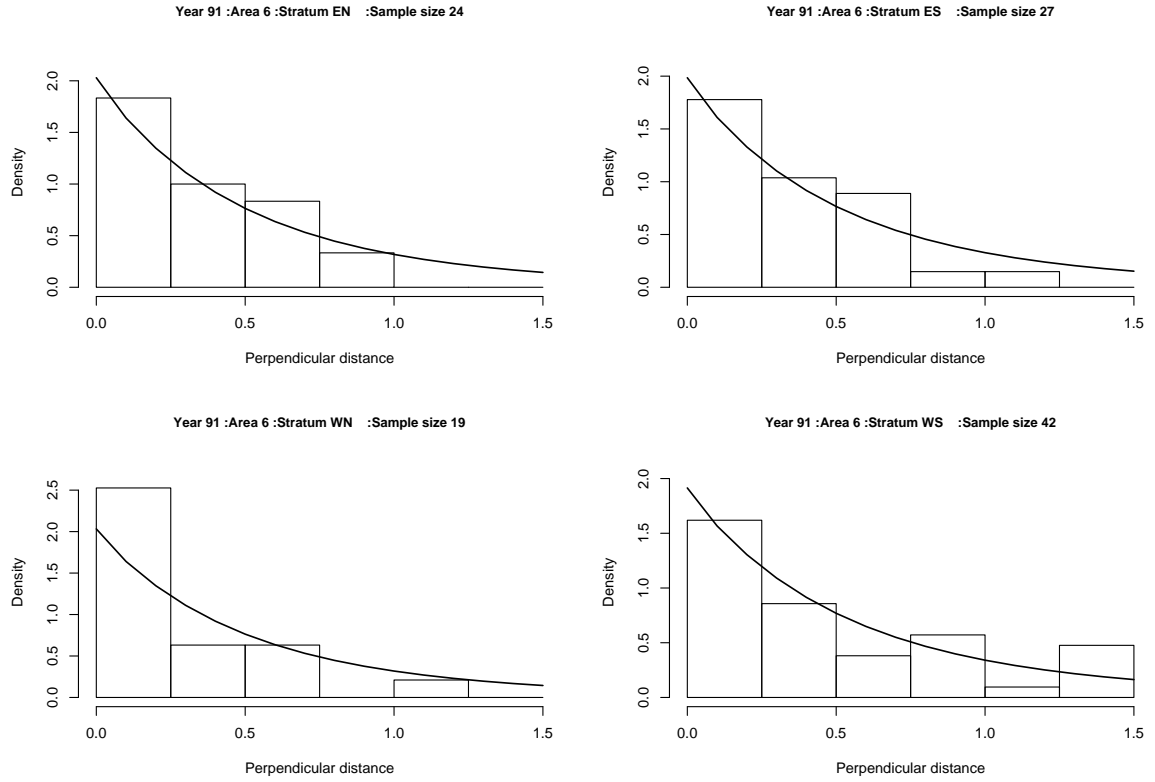 Year 91 :Area 6 :Stratum EN :Sample size 24
Density
2.0
1.5
1.0
0.5
0.0
0.0 0.5 1.0 1.5
Perpendicular distance
Year 91 :Area 6 :Stratum ES :Sample size 27
Density
2.0
1.5
1.0
0.5
0.0
0.0 0.5 1.0 1.5
Perpendicular distance
Year 91 :Area 6 :Stratum WN :Sample size 19
Density
2.5
2.0
1.5
1.0
0.5
0.0
0.0 0.5 1.0 1.5
Perpendicular distance
Year 91 :Area 6 :Stratum WS :Sample size 42
Density
2.0
1.5
1.0
0.5
0.0
0.0 0.5 1.0 1.5
Perpendicular distance